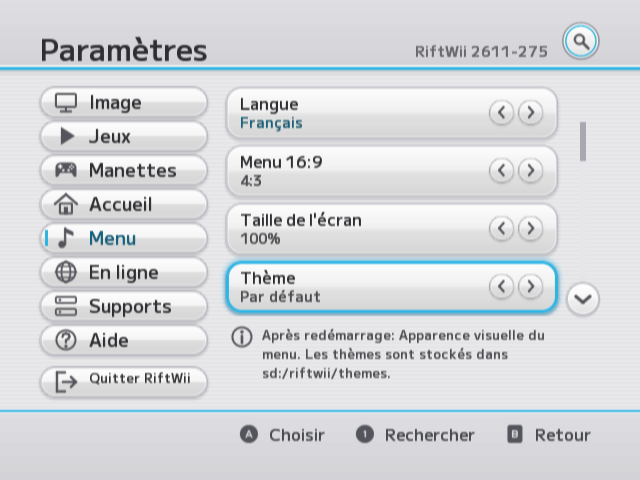 Paramètres
RiftWii 2611-275
Image
Jeux
Manettes
Accueil
Menu
En ligne
Supports
Aide
Quitter RiftWii
Langue
Français
Menu 16:9
4:3
Taille de l'écran
100%
Thème
Par défaut
Après redémarrage: Apparence visuelle du
menu. Les thèmes sont stockés dans
sd:/riftwii/themes.
A Choisir
1 Rechercher
B Retour